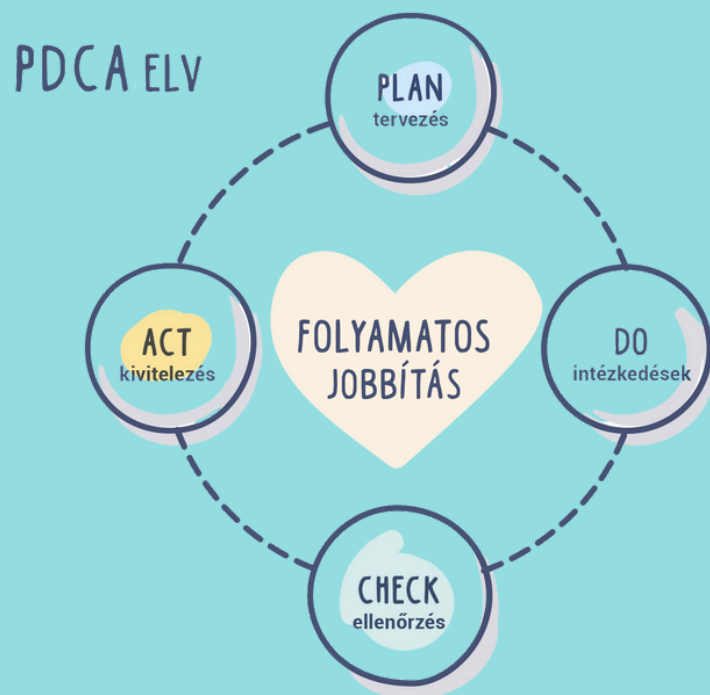 PDCA ELV
PLAN
tervezés
ACT
kivitelezés
FOLYAMATOS
JOBBÍTÁS
DO
intézkedések
CHECK
ellenőrzés